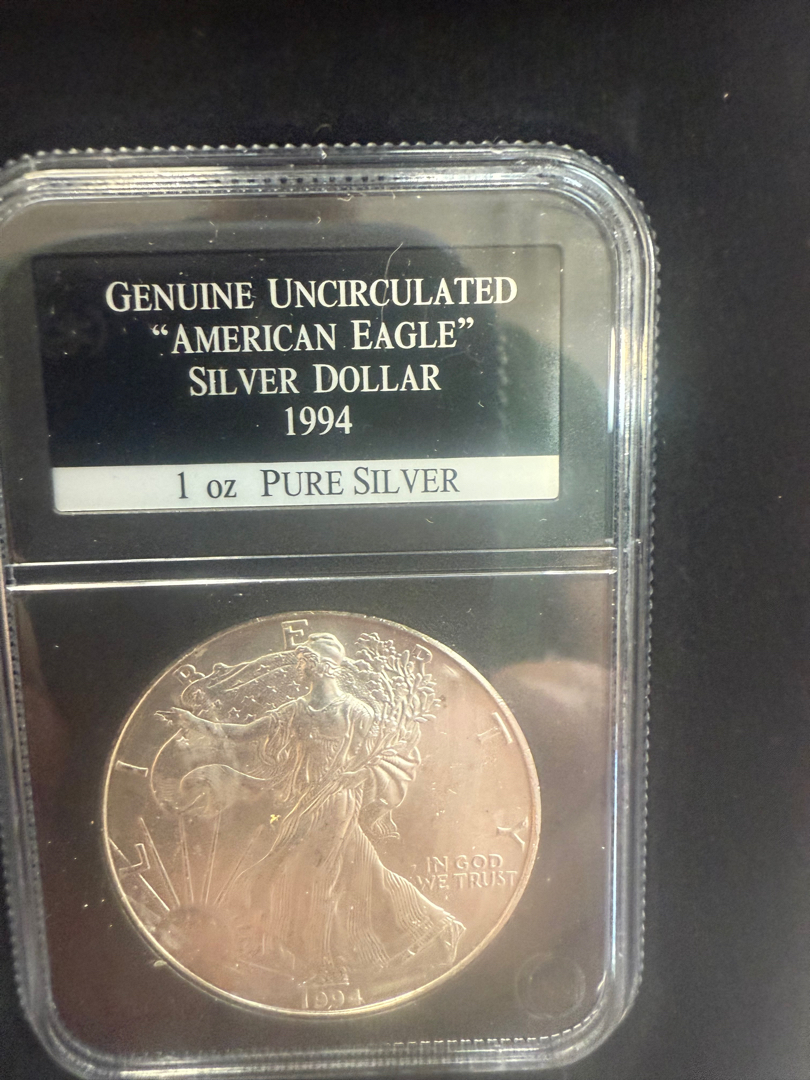 GENUINE UNCIRCULATED
“AMERICAN EAGLE”
SILVER DOLLAR
1994
1 oz PURE SILVER
LIBERTY
IN GOD
WE TRUST
1994